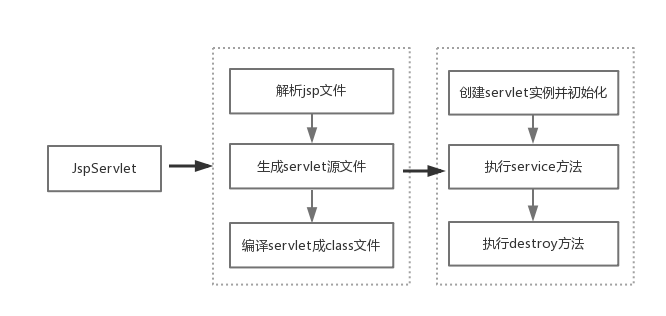 JspServlet
解析jsp文件
生成servlet源文件
编译servlet成class文件
创建servlet实例并初始化
执行service方法
执行destroy方法